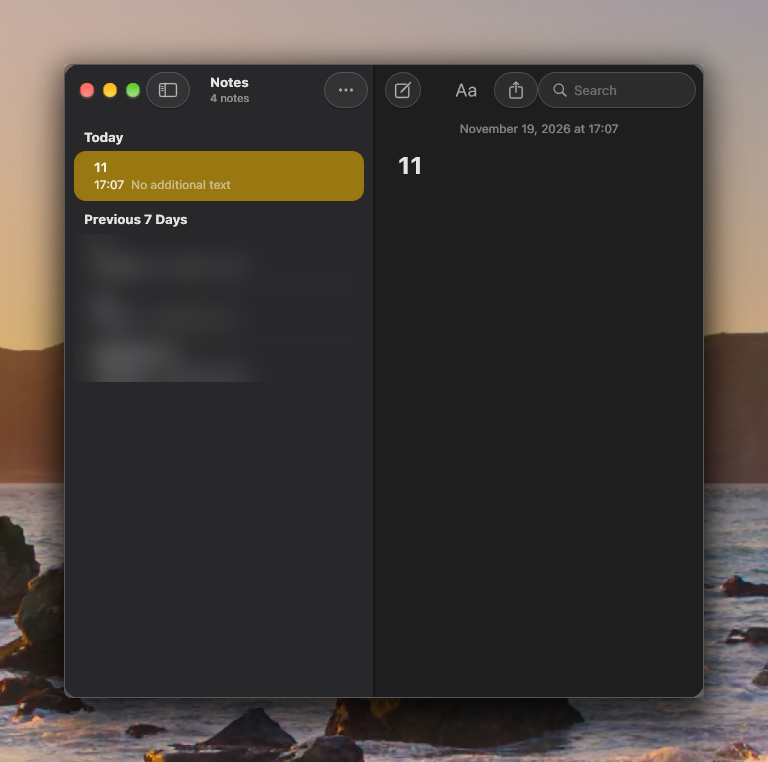 Notes
4 notes
Today
11
17:07 No additional text
Previous 7 Days
Aa
Search
November 19, 2026 at 17:07
11